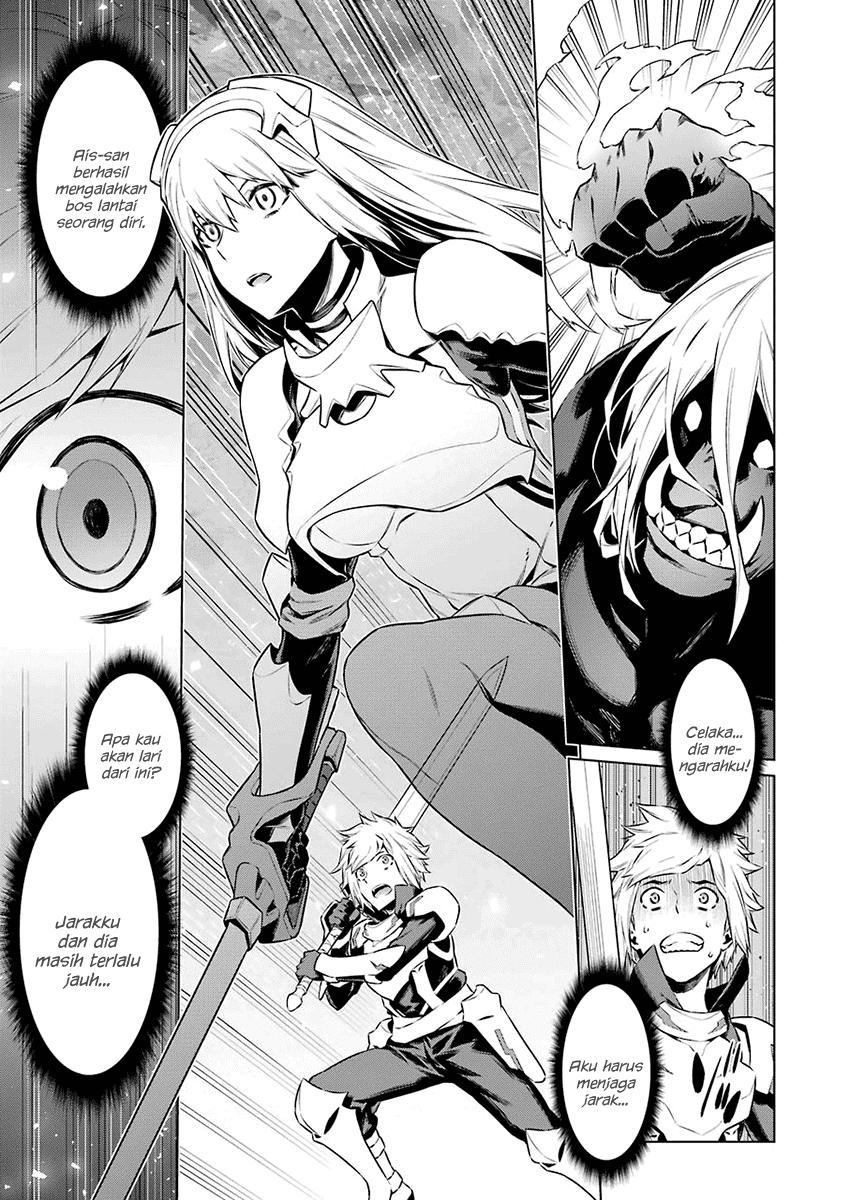 Celaka...
dia me-
ngarahku!
Aku harus
menjaga
jarak...
Ais-san
berhasil
mengalahkan
bos lantai
seorang diri.
Apa kau
akan lari
dari ini?
Jarakku
dan dia
masih terlalu
jauh...